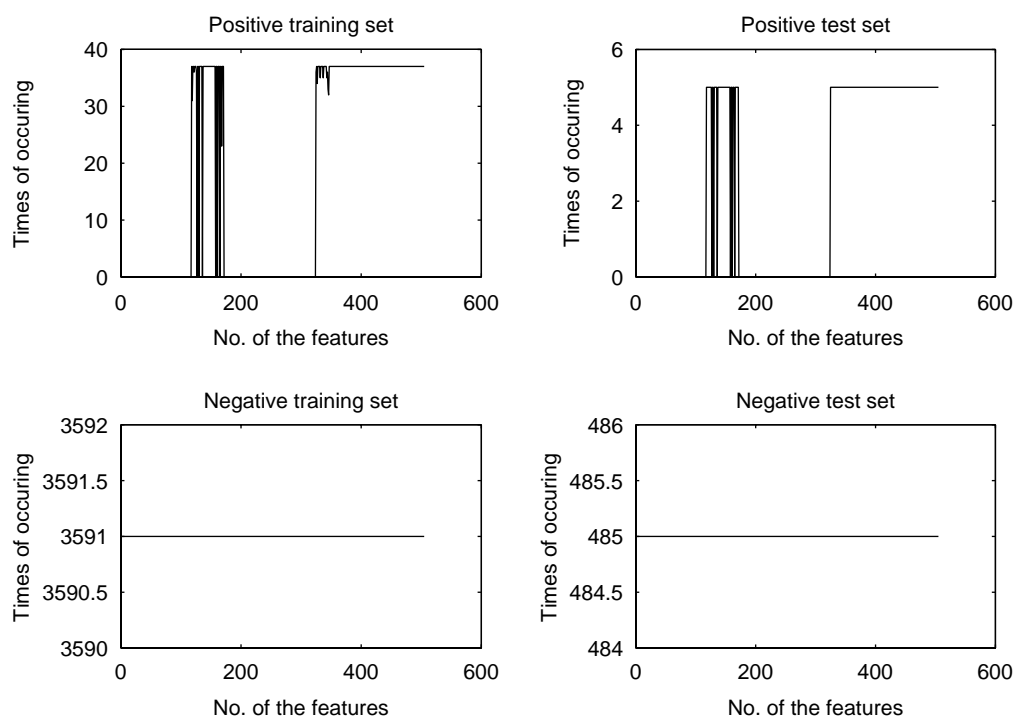 Positive training set
40
30
20
10
0
0 200 400 600
Times of occuring
No. of the features
Positive test set
6
4
2
0
0 200 400 600
Times of occuring
No. of the features
Negative training set
3592
3591.5
3591
3590.5
3590
0 200 400 600
Times of occuring
No. of the features
Negative test set
486
485.5
485
484.5
484
0 200 400 600
Times of occuring
No. of the features